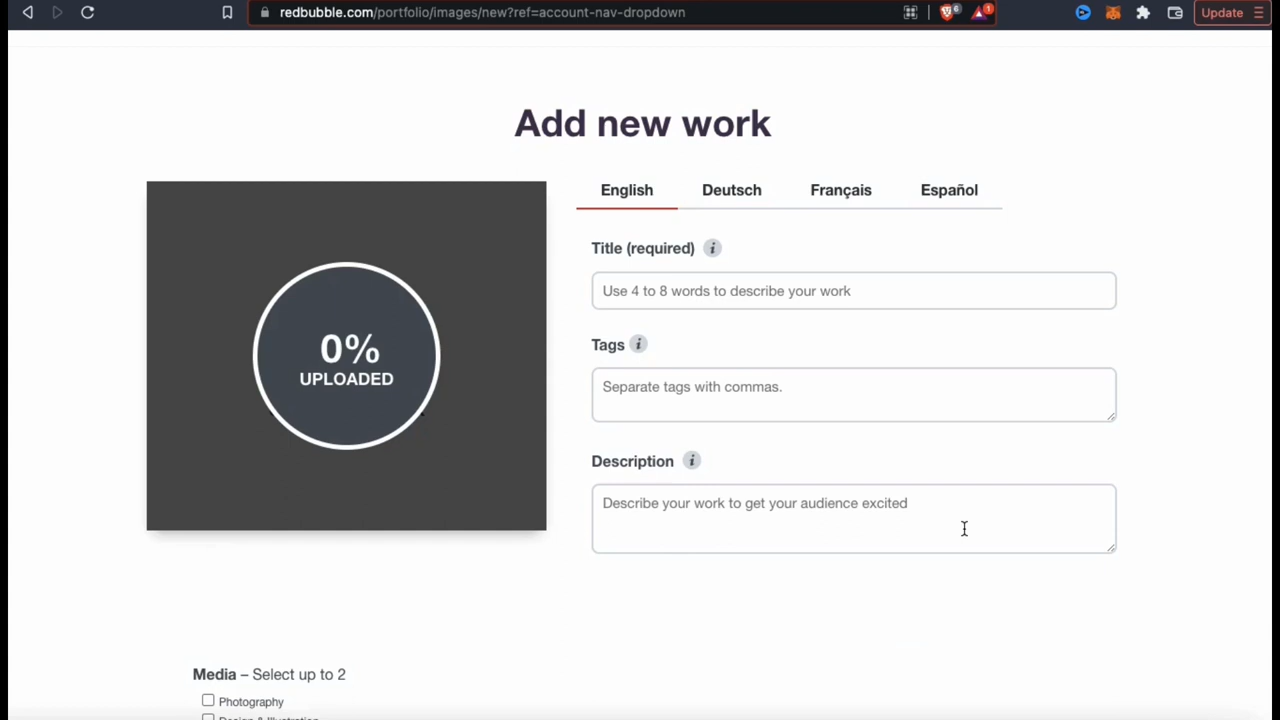 redbubble.com/portfolio/images/new?ref=account-nav-dropdown
6
1
Update
Add new work
English Deutsch Français Español
0%
UPLOADED
Title (required) i
Use 4 to 8 words to describe your work
Tags i
Separate tags with commas.
Description i
Describe your work to get your audience excited
Media – Select up to 2
Photography
Design & Illustration